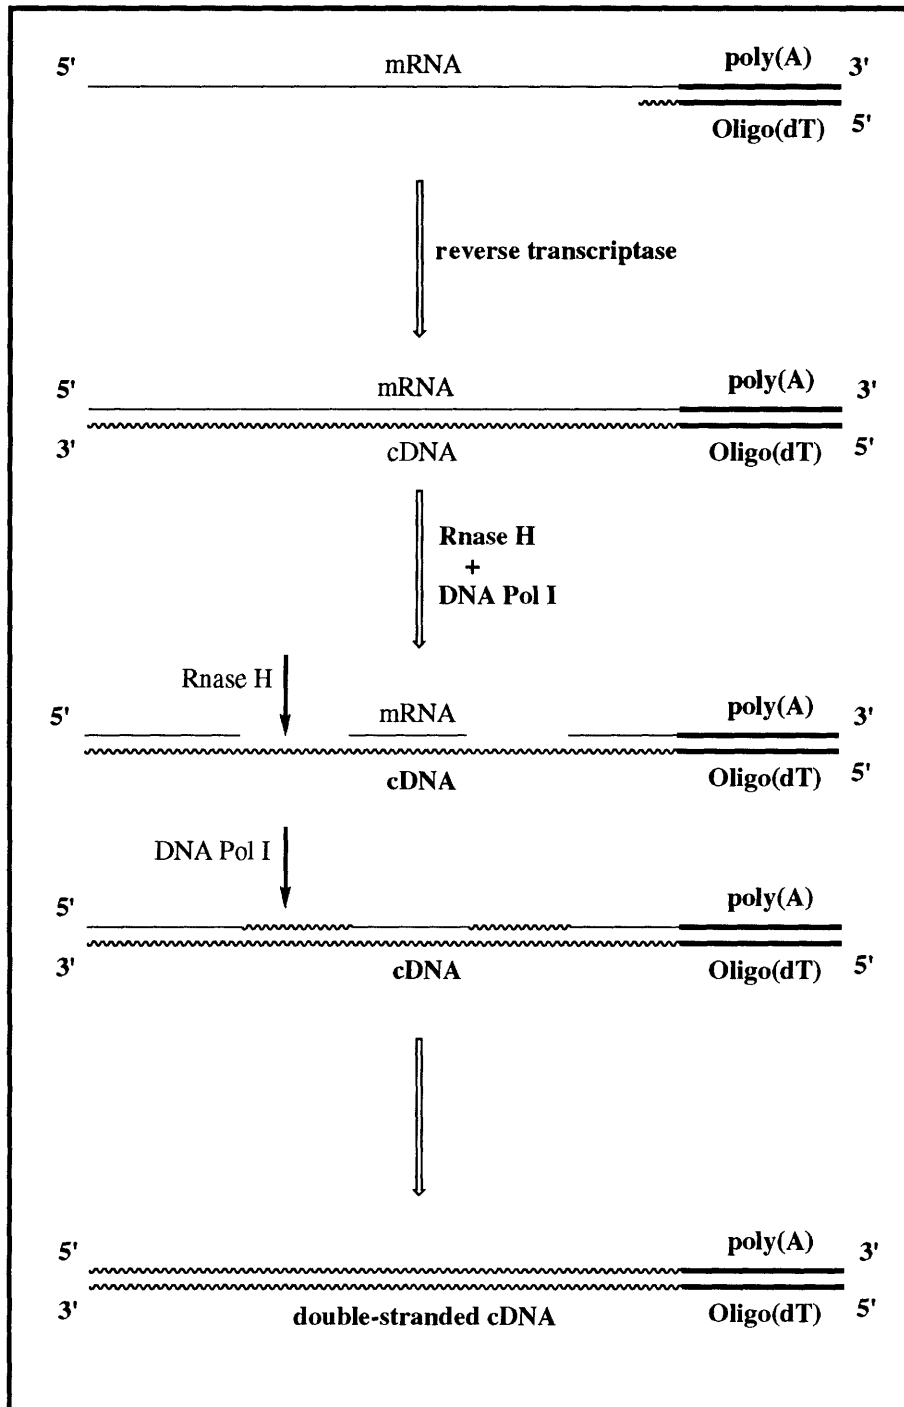 5' mRNA poly(A) 3'
Oligo(dT) 5'
reverse transcriptase
5' mRNA poly(A) 3'
3' cDNA Oligo(dT) 5'
Rnase H
+
DNA Pol I
Rnase H
5' mRNA poly(A) 3'
cDNA Oligo(dT) 5'
DNA Pol I
5' poly(A)
3' cDNA Oligo(dT) 5'
5' poly(A) 3'
3' double-stranded cDNA Oligo(dT) 5'